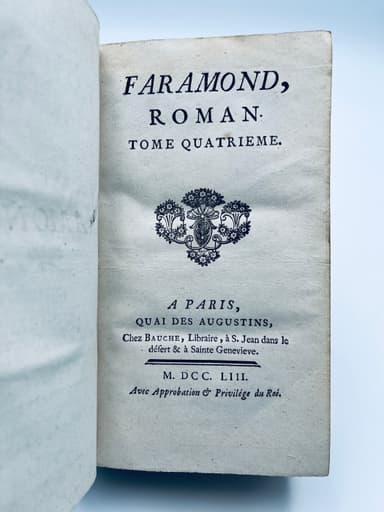 FARAMOND,
ROMAN.
TOME QUATRIEME.
A PARIS,
QUAI DES AUGUSTINS,
Chez BAUCHE, Libraire, à S. Jean dans le
désert & à Sainte Genevieve.
M. DCC. LIII.
Avec Approbation & Privilége du Roi.